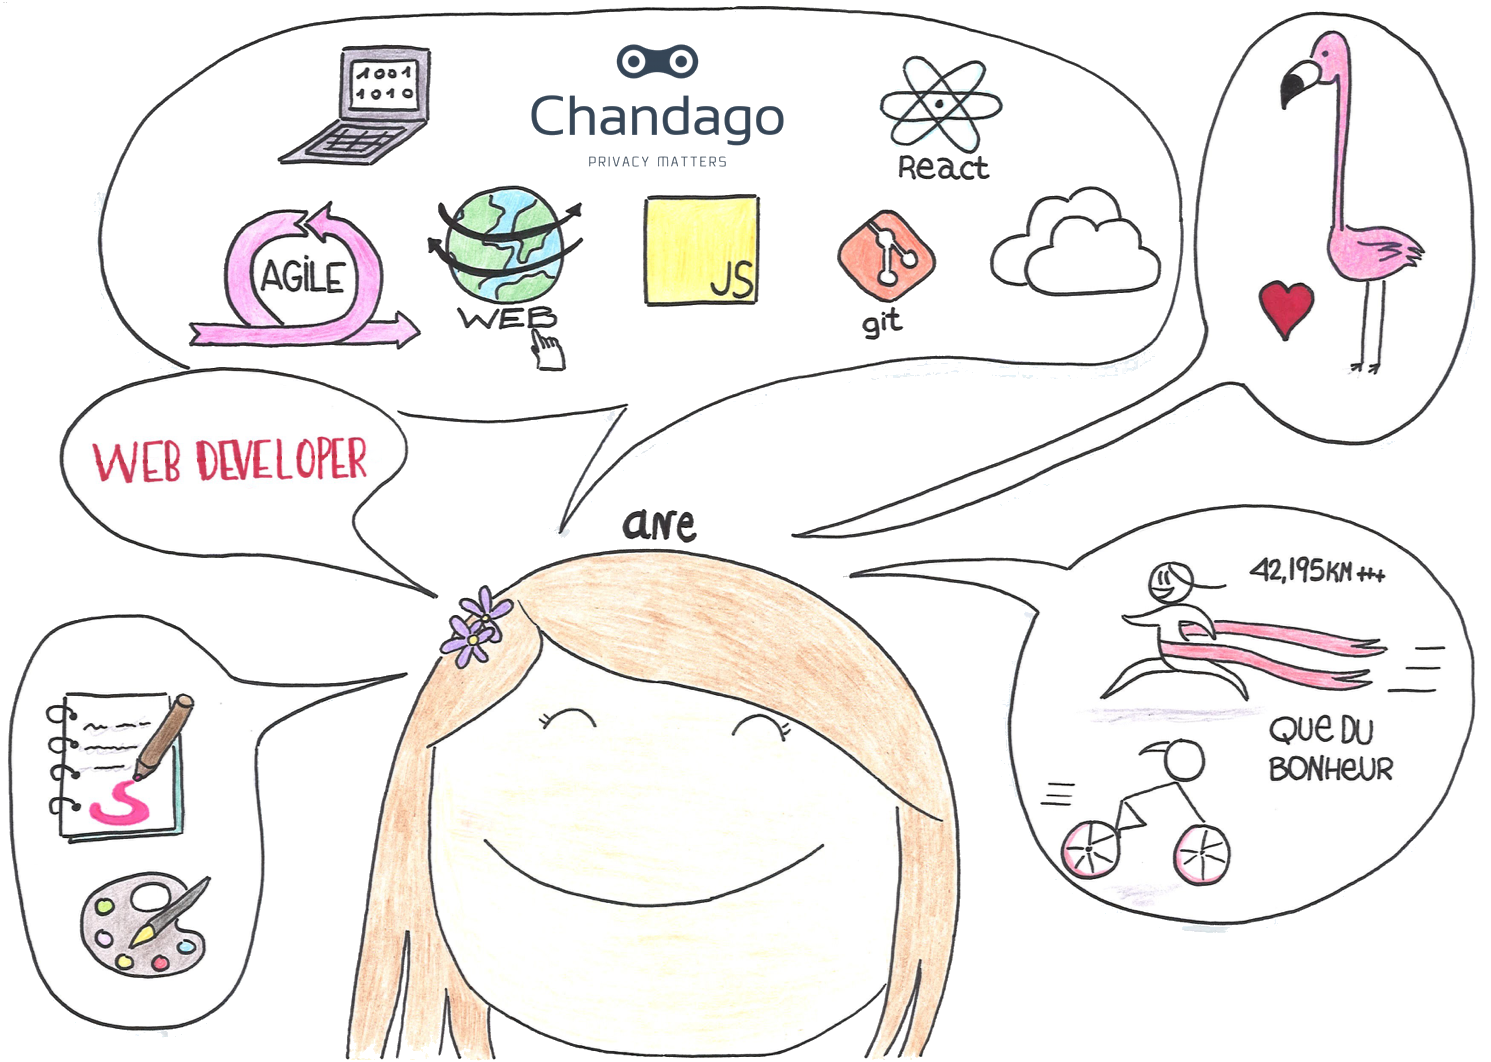 1001
1010
Chandago
PRIVACY MATTERS
React
AGiLE
WEB
JS
git
WEB DEVELOPER
aNe
42,195KM +++
QUE DU
BONHEUR
S